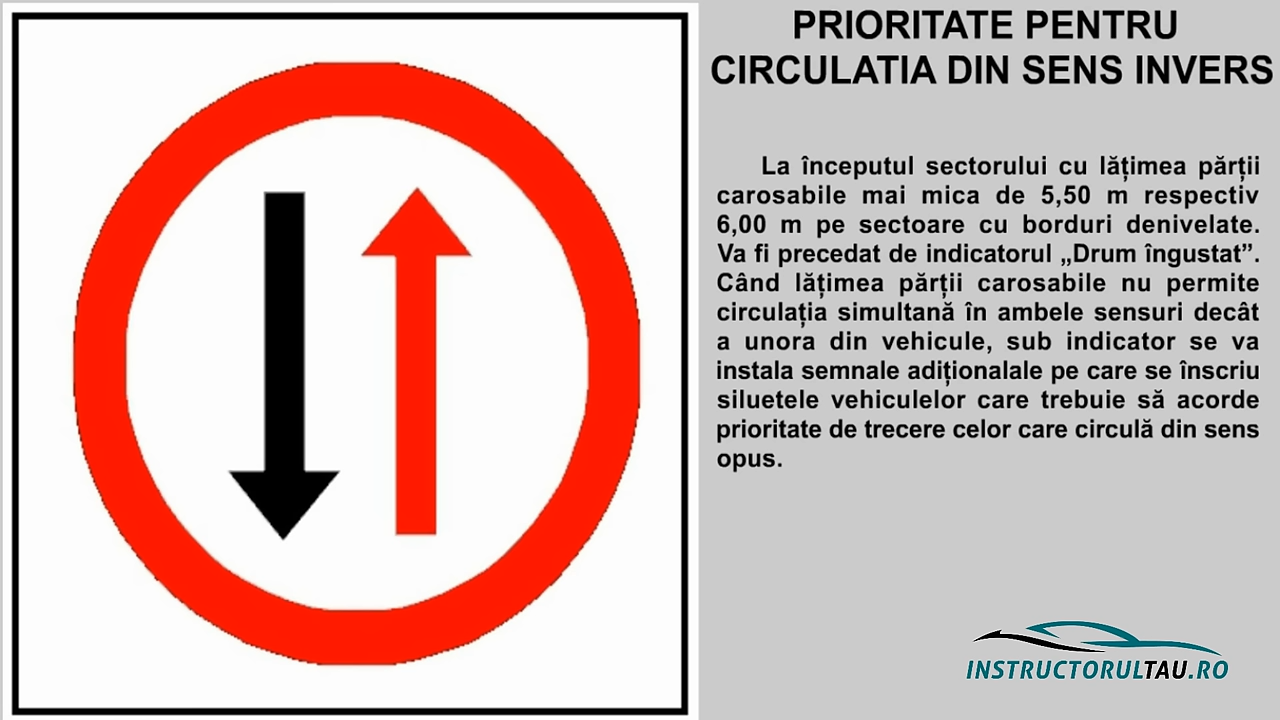 PRIORITATE PENTRU
CIRCULATIA DIN SENS INVERS
La începutul sectorului cu lățimea părții
carosabile mai mica de 5,50 m respectiv
6,00 m pe sectoare cu borduri denivelate.
Va fi precedat de indicatorul „Drum îngustat”.
Când lățimea părții carosabile nu permite
circulația simultană în ambele sensuri decât
a unora din vehicule, sub indicator se va
instala semnale adiționalale pe care se înscriu
siluetele vehiculelor care trebuie să acorde
prioritate de trecere celor care circulă din sens
opus.
INSTRUCTORULTAU.RO